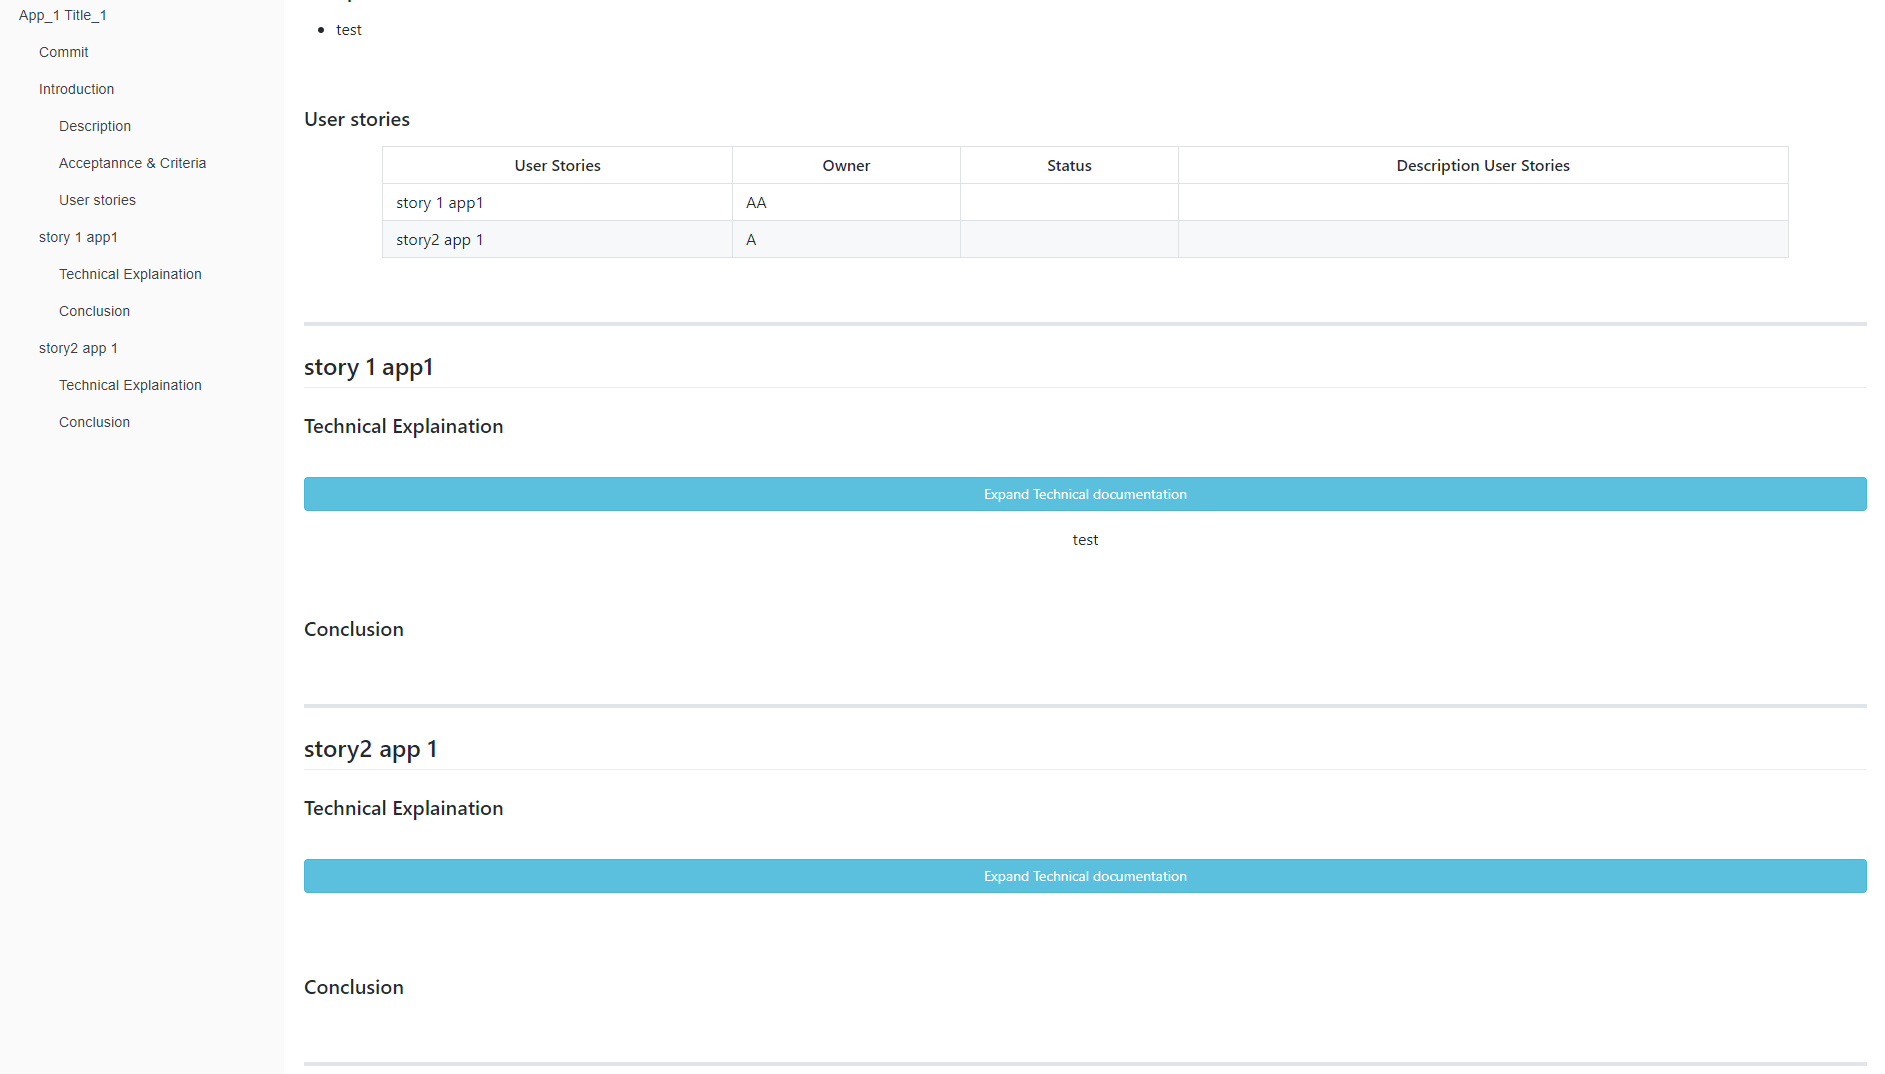 App_1 Title_1
Commit
Introduction
Description
Acceptannce & Criteria
User stories
story 1 app1
Technical Explaination
Conclusion
story2 app 1
Technical Explaination
Conclusion
test
User stories
User Stories Owner Status Description User Stories
story 1 app1 AA
story2 app 1 A
story 1 app1
Technical Explaination
Expand Technical documentation
test
Conclusion
story2 app 1
Technical Explaination
Expand Technical documentation
Conclusion